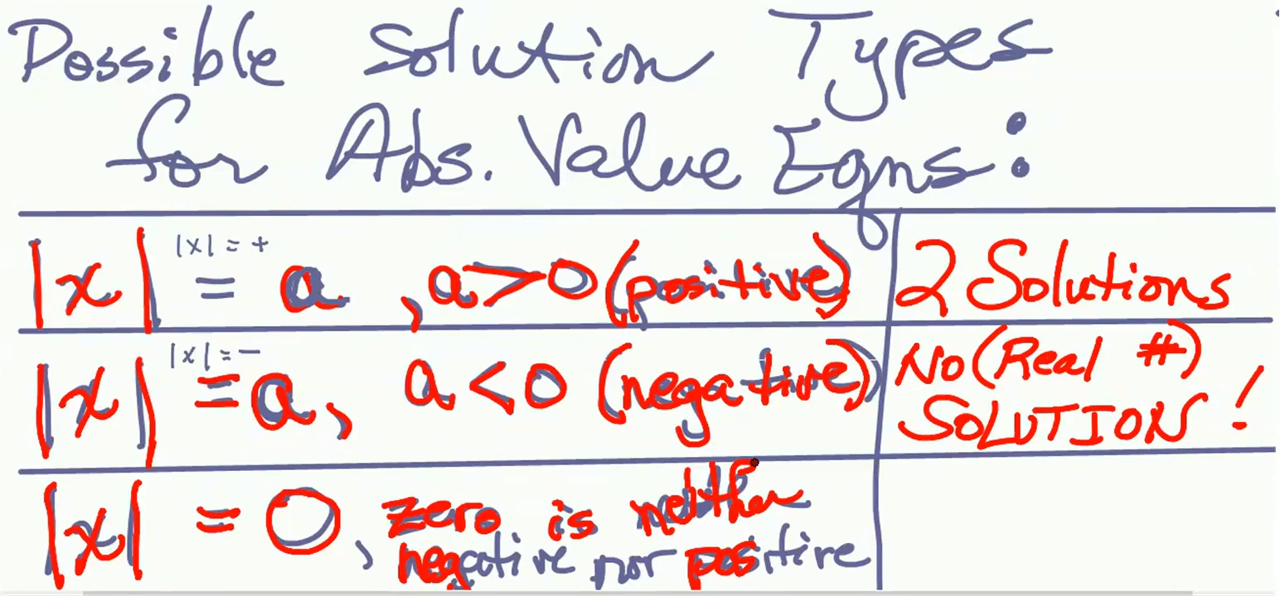 Possible Solution Types
for Abs. Value Eqns:
|x| = +
|x| = a , a > 0 (positive) 2 Solutions
|x| = −
|x| = a, a < 0 (negative) No (Real #) SOLUTION!
|x| = 0, zero is neither
negative nor positive